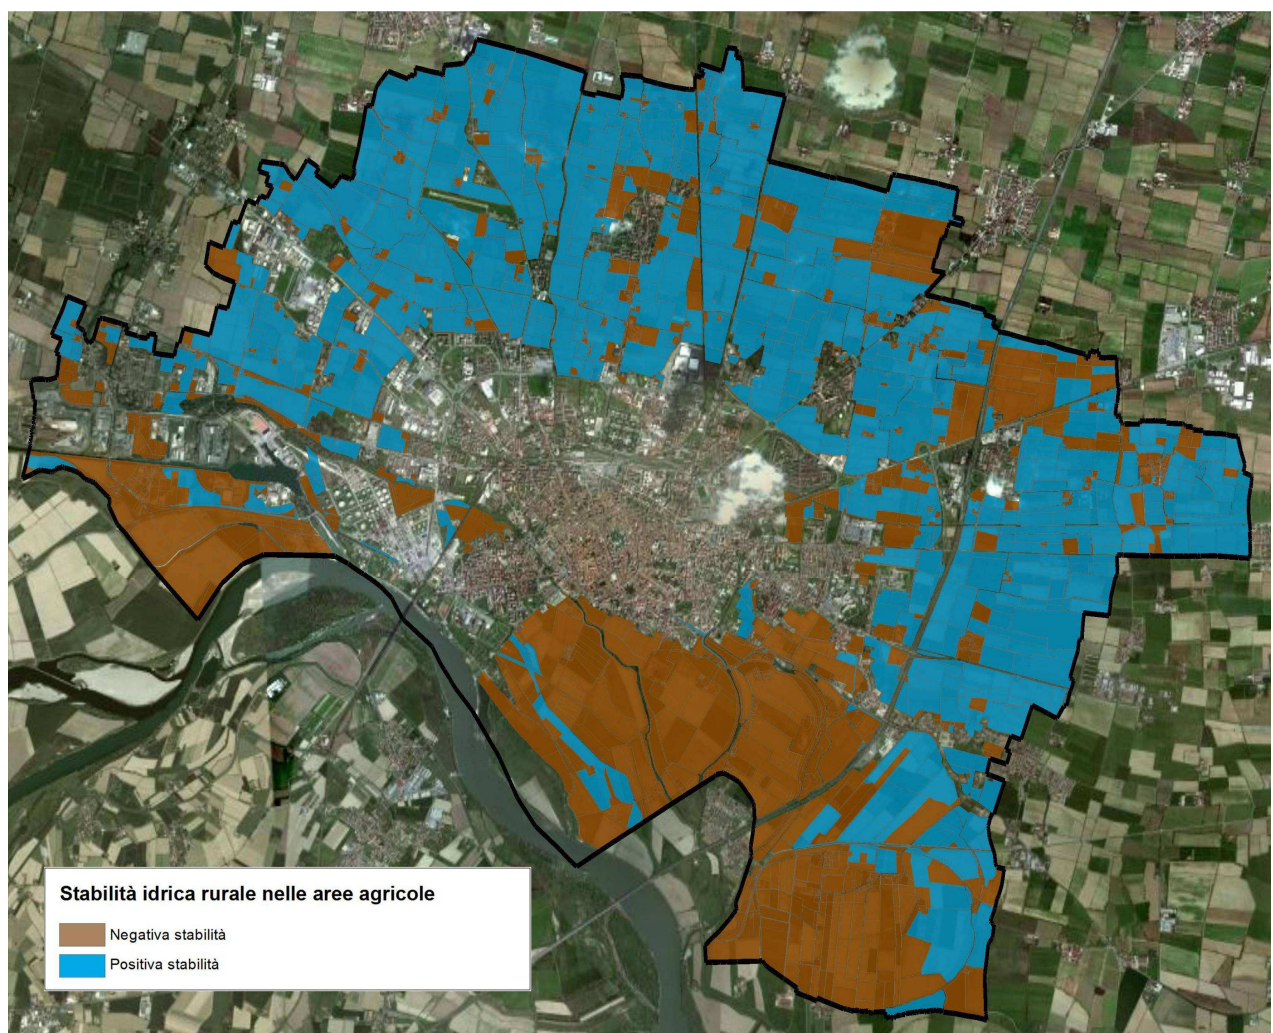 Stabilità idrica rurale nelle aree agricole
Negativa stabilità
Positiva stabilità